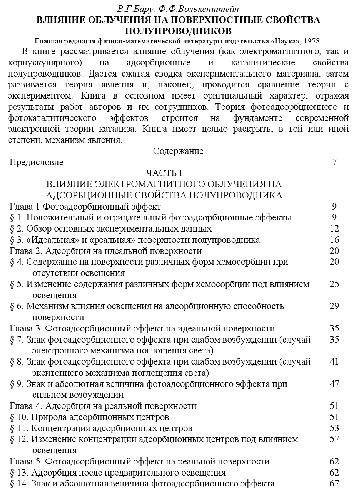 Р.Г.Бару, Ф.Ф.Волькенштейн
ВЛИЯНИЕ ОБЛУЧЕНИЯ НА ПОВЕРХНОСТНЫЕ СВОЙСТВА
ПОЛУПРОВОДНИКОВ
Главная редакция физико-математической литературы издательства «Наука», 1978
В книге рассматривается влияние облучения (как электромагнитного, так и
корпускулярного) на адсорбционные и каталитические свойства
полупроводников. Дается сжатая сводка экспериментального материала, затем
развивается теория явления и, наконец, проводится сравнение теории с
экспериментом. Книга в основном носит оригинальный характер, отражая
результаты работ авторов и их сотрудников. Теория фотоадсорбционного и
фотокаталитического эффектов строится на фундаменте современной
электронной теории катализа. Книга имеет целью раскрыть, в той или иной
степени, механизм явления.
Содержание
Предисловие 7
ЧАСТЬ I
ВЛИЯНИЕ ЭЛЕКТРОМАГНИТНОГО ОБЛУЧЕНИЯ НА
АДСОРБЦИОННЫЕ СВОЙСТВА ПОЛУПРОВОДНИКА
Глава 1 Фотоадсорбционный эффект 9
§ 1. Положительный и отрицательный фотоадсорбционные эффекты 9
§ 2. Обзор основных экспериментальных данных 12
§ 3. «Идеальная» и «реальная» поверхности полупроводника 16
Глава 2. Адсорбция на идеальной поверхности 20
§ 4. Содержание на поверхности различных форм хемосорбции при 20
отсутствии освещения
§ 5. Изменение содержания различных форм хемосорбции под влиянием 25
освещения
§ 6. Механизм влияния освещения на адсорбционную способность 29
поверхности
Глава 3. Фотоадсорбционный эффект на идеальной поверхности 35
§ 7. Знак фотоадсорбционного эффекта при слабом возбуждении (случай 35
электронного механизма поглощения света)
§ 8. Знак фотоадсорбционного эффекта при слабом возбуждении (случай 41
экситонного механизма поглощения света)
§ 9. Знак и абсолютная величина фотоадсорбционного эффекта при 47
сильном возбуждении
Глава 4. Адсорбция на реальной поверхности 51
§ 10. Природа адсорбционных центров 51
§ 11. Концентрация адсорбционных центров 53
§ 12. Изменение концентрации адсорбционных центров под влиянием 57
освещения
Глава 5. Фотоадсорбционный эффект на реальной поверхности 62
§ 13. Адсорбция после предварительного освещения 62
§ 14. Знак и абсолютная величина фотоадсорбционного эффекта 67